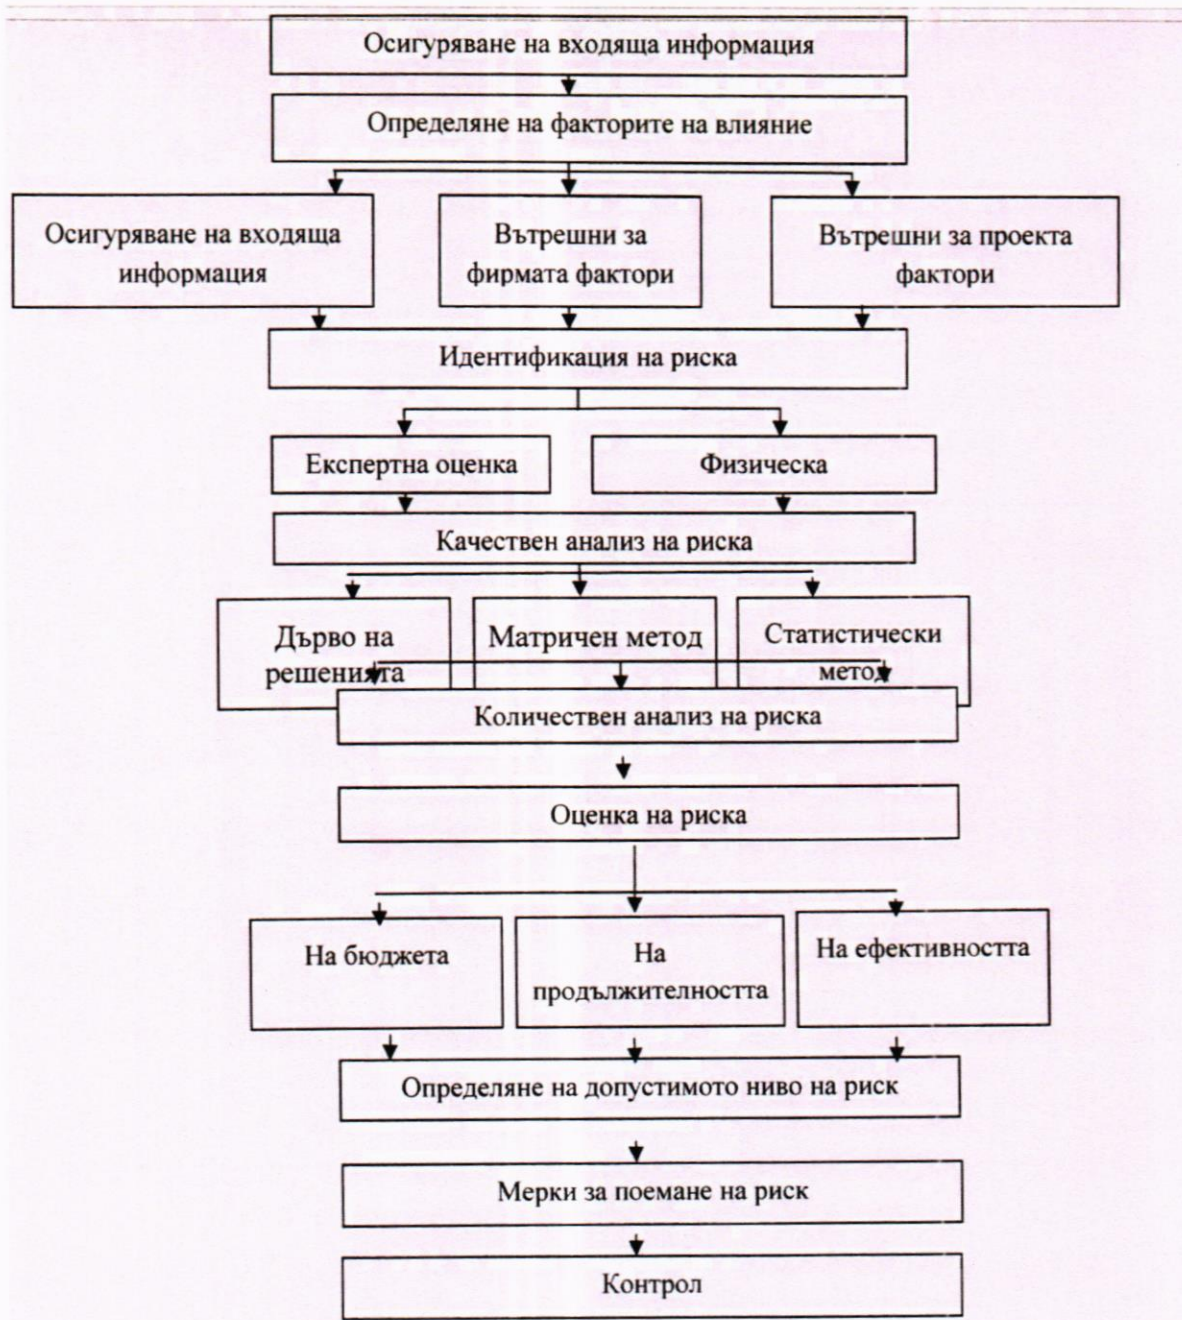 Осигуряване на входяща информация
Определяне на факторите на влияние
Осигуряване на входяща
информация
Вътрешни за
фирмата фактори
Вътрешни за проекта
фактори
Идентификация на риска
Експертна оценка
Физическа
Качествен анализ на риска
Дърво на
решенията
Матричен метод
Статистически
метод
Количествен анализ на риска
Оценка на риска
На бюджета
На
продължителността
На ефективността
Определяне на допустимото ниво на риск
Мерки за поемане на риск
Контрол